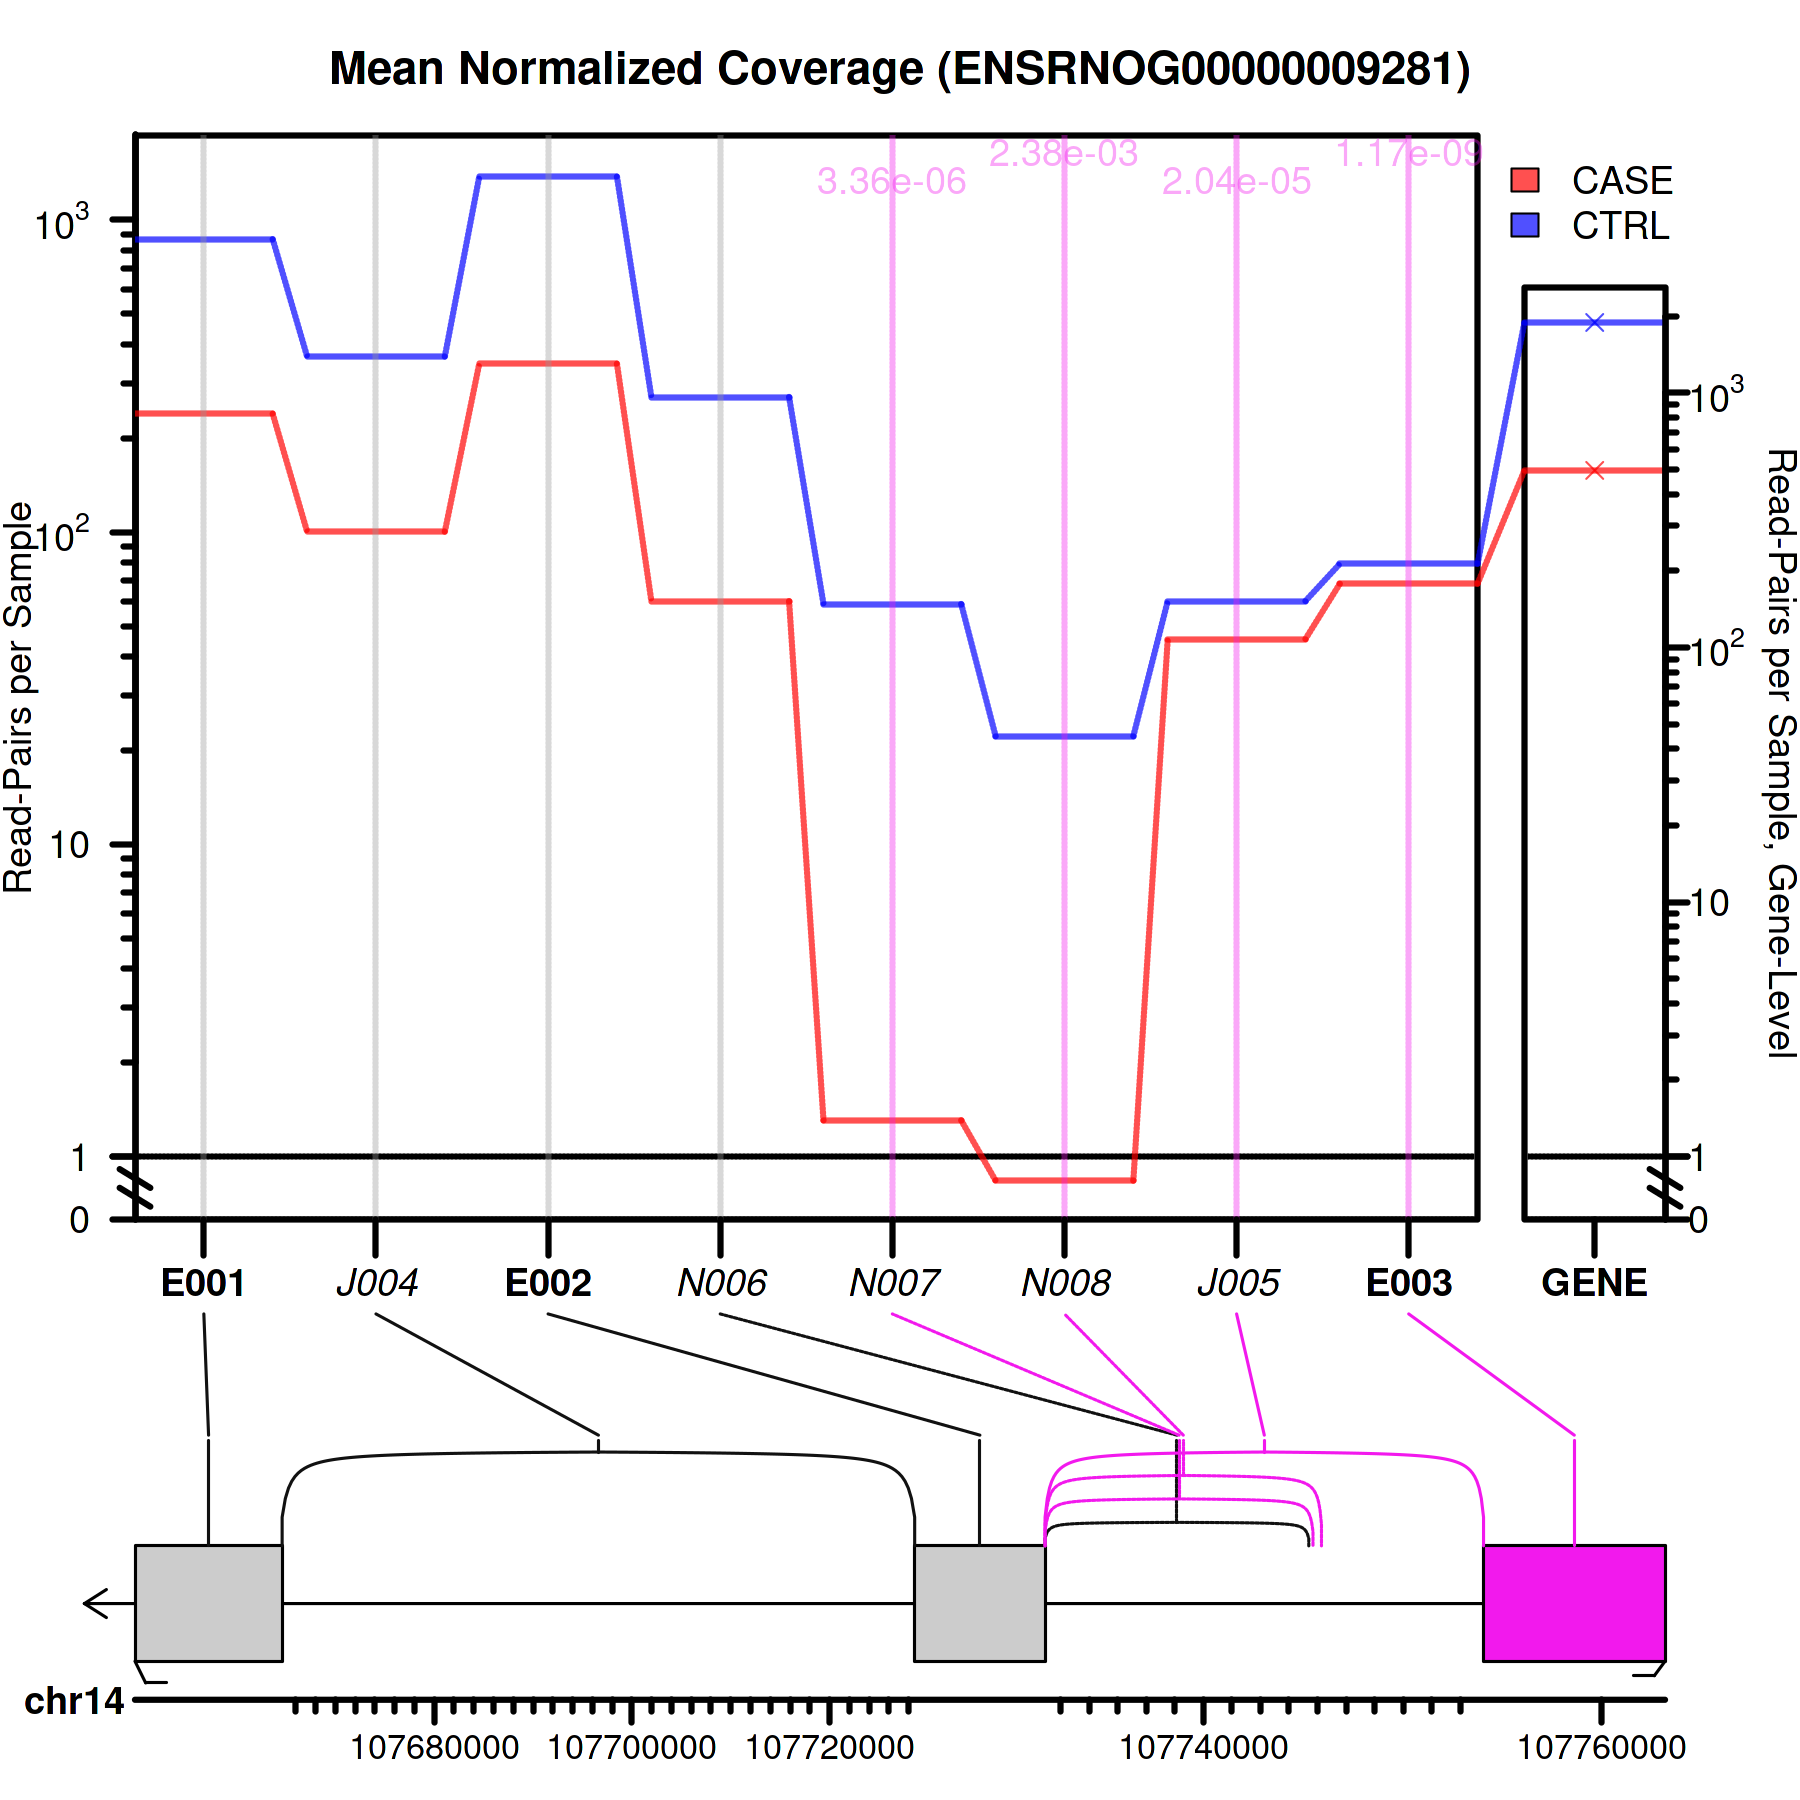 Mean Normalized Coverage (ENSRNOG00000009281)
3.36e-06
2.38e-03
2.04e-05
1.17e-09
CASE
CTRL
Read-Pairs per Sample
10³
10²
10
1
0
10³
10²
10
1
0
Read-Pairs per Sample, Gene-Level
E001 J004 E002 N006 N007 N008 J005 E003 GENE
chr14
107680000 107700000 107720000 107740000 107760000